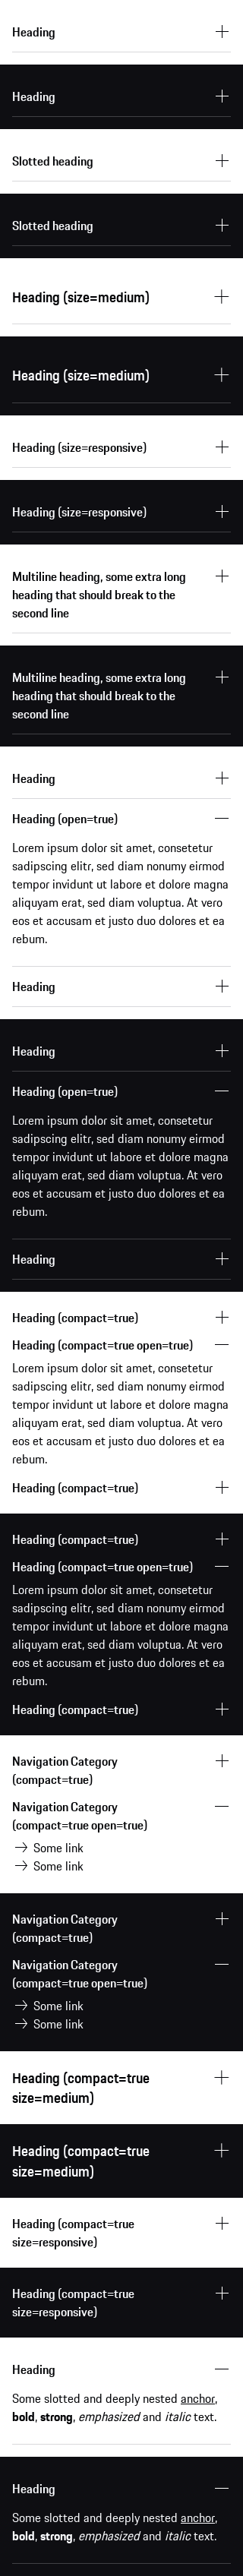 Heading
Heading
Slotted heading
Slotted heading
Heading (size=medium)
Heading (size=medium)
Heading (size=responsive)
Heading (size=responsive)
Multiline heading, some extra long
heading that should break to the
second line
Multiline heading, some extra long
heading that should break to the
second line
Heading
Heading (open=true)
Lorem ipsum dolor sit amet, consetetur
sadipscing elitr, sed diam nonumy eirmod
tempor invidunt ut labore et dolore magna
aliquyam erat, sed diam voluptua. At vero
eos et accusam et justo duo dolores et ea
rebum.
Heading
Heading
Heading (open=true)
Lorem ipsum dolor sit amet, consetetur
sadipscing elitr, sed diam nonumy eirmod
tempor invidunt ut labore et dolore magna
aliquyam erat, sed diam voluptua. At vero
eos et accusam et justo duo dolores et ea
rebum.
Heading
Heading (compact=true)
Heading (compact=true open=true)
Lorem ipsum dolor sit amet, consetetur
sadipscing elitr, sed diam nonumy eirmod
tempor invidunt ut labore et dolore magna
aliquyam erat, sed diam voluptua. At vero
eos et accusam et justo duo dolores et ea
rebum.
Heading (compact=true)
Heading (compact=true)
Heading (compact=true open=true)
Lorem ipsum dolor sit amet, consetetur
sadipscing elitr, sed diam nonumy eirmod
tempor invidunt ut labore et dolore magna
aliquyam erat, sed diam voluptua. At vero
eos et accusam et justo duo dolores et ea
rebum.
Heading (compact=true)
Navigation Category
(compact=true)
Navigation Category
(compact=true open=true)
Some link
Some link
Navigation Category
(compact=true)
Navigation Category
(compact=true open=true)
Some link
Some link
Heading (compact=true
size=medium)
Heading (compact=true
size=medium)
Heading (compact=true
size=responsive)
Heading (compact=true
size=responsive)
Heading
Some slotted and deeply nested anchor,
bold, strong, emphasized and italic text.
Heading
Some slotted and deeply nested anchor,
bold, strong, emphasized and italic text.